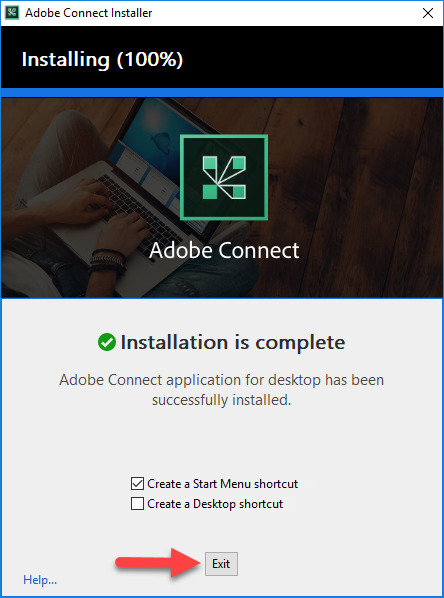 Adobe Connect Installer
Installing (100%)
Adobe Connect
Installation is complete
Adobe Connect application for desktop has been
successfully installed.
Create a Start Menu shortcut
Create a Desktop shortcut
Exit
Help...